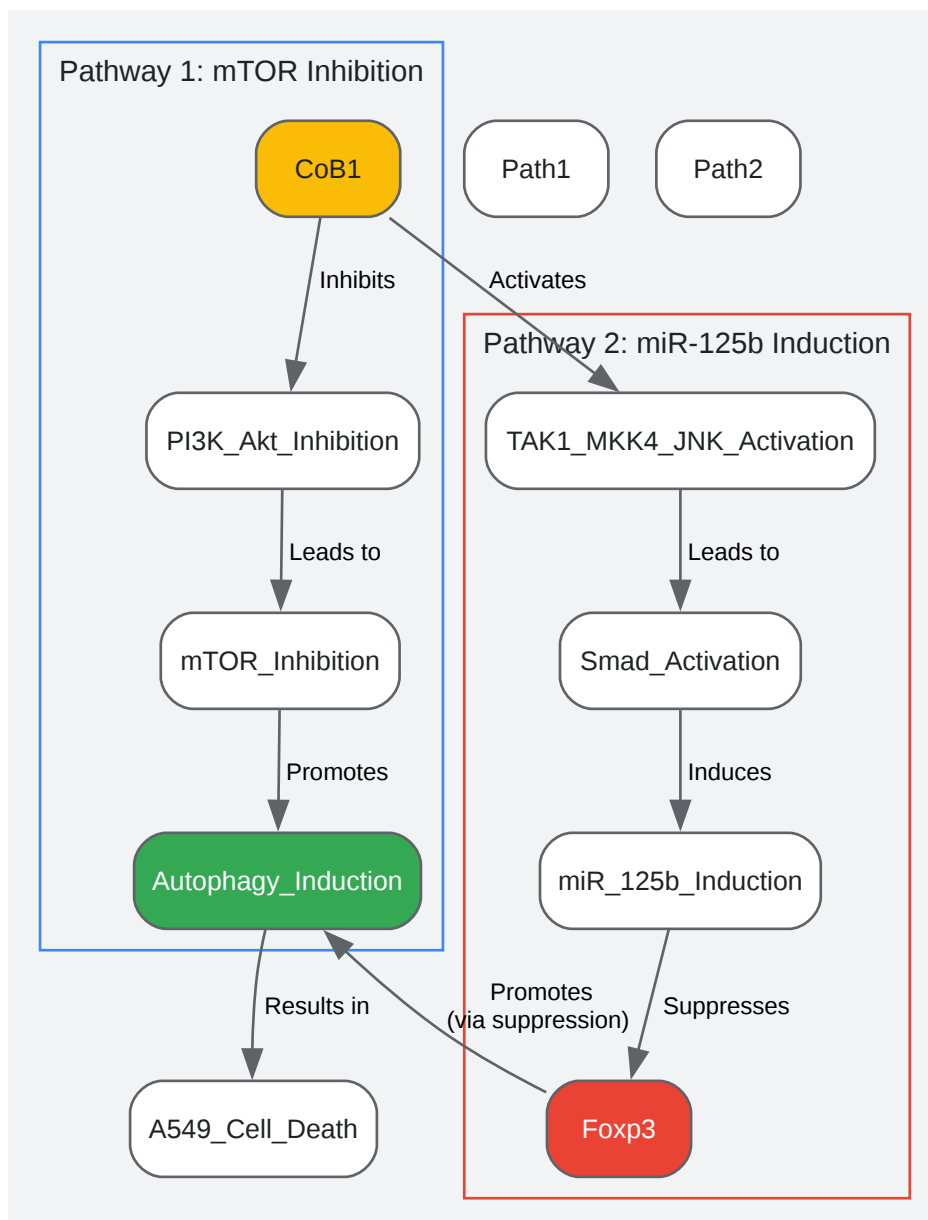 Pathway 1: mTOR Inhibition
CoB1
Path1
Path2
Inhibits
Activates
Pathway 2: miR-125b Induction
PI3K_Akt_Inhibition
TAK1_MKK4_JNK_Activation
Leads to
Leads to
mTOR_Inhibition
Smad_Activation
Promotes
Induces
Autophagy_Induction
miR_125b_Induction
Results in
Promotes
(via suppression)
Suppresses
A549_Cell_Death
Foxp3